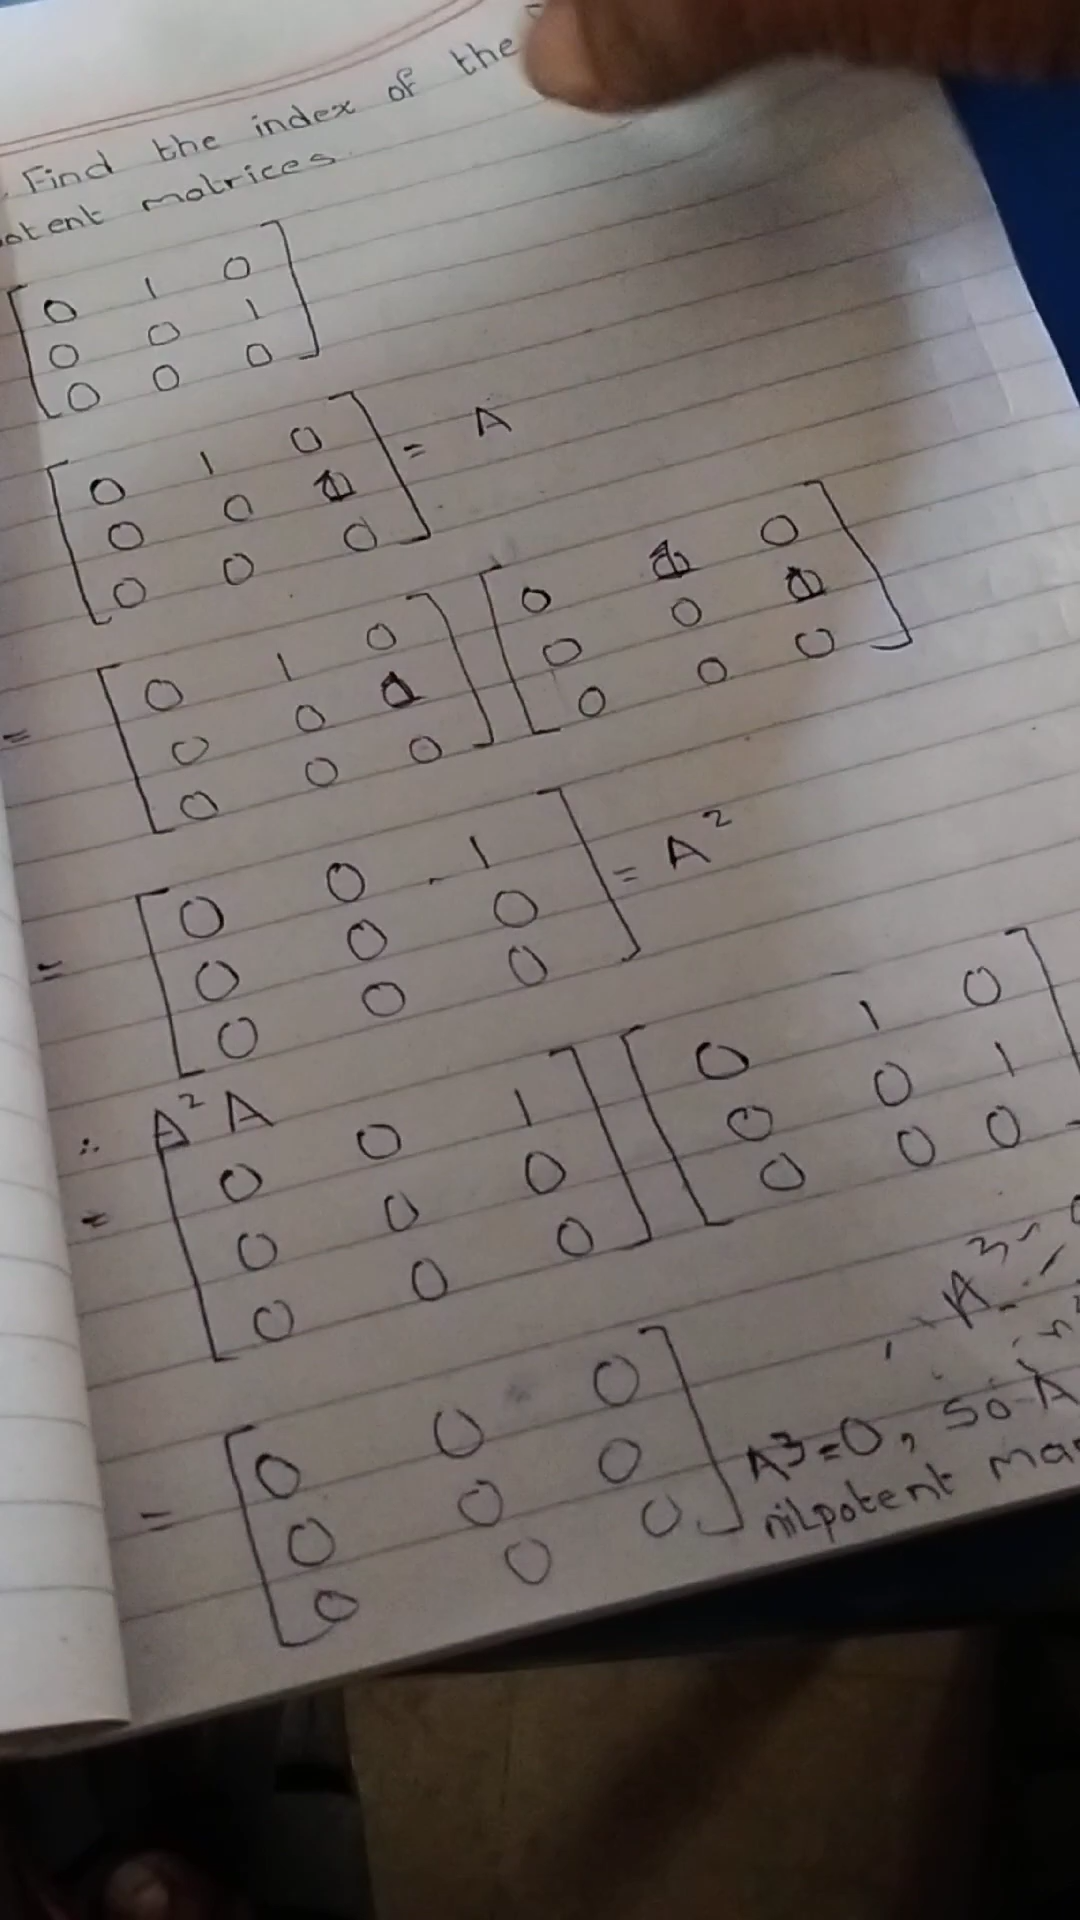 Find the index of the
potent matrices
0 1 0
0 0 1
0 0 0
0 1 0
0 0 1 = A
0 0 0
0 1 0 0 1 0
= 0 0 1 0 0 1
0 0 0 0 0 0
0 0 1
= 0 0 0 = A²
0 0 0
∴ A² A
0 0 1 0 1 0
= 0 0 0 0 0 1
0 0 0 0 0 0
A³
0 0 0
= 0 0 0 A³=0, so A
0 0 0 nilpotent